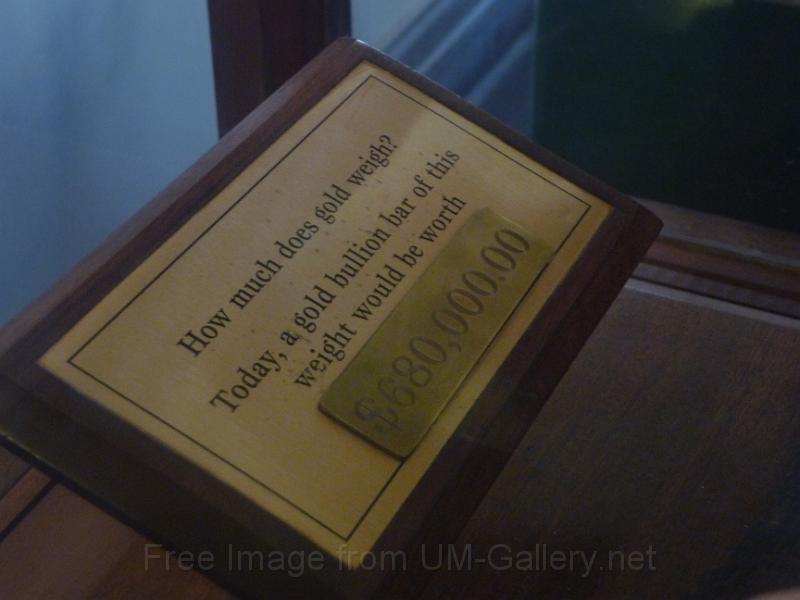 How much does gold weigh?
Today, a gold bullion bar of this
weight would be worth
$680,000.00
Free Image from UM-Gallery.net